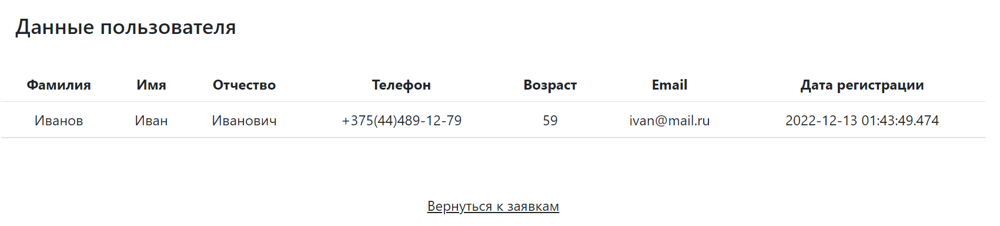 Данные пользователя
Фамилия Имя Отчество Телефон Возраст Email Дата регистрации
Иванов Иван Иванович +375(44)489-12-79 59 ivan@mail.ru 2022-12-13 01:43:49.474
Вернуться к заявкам